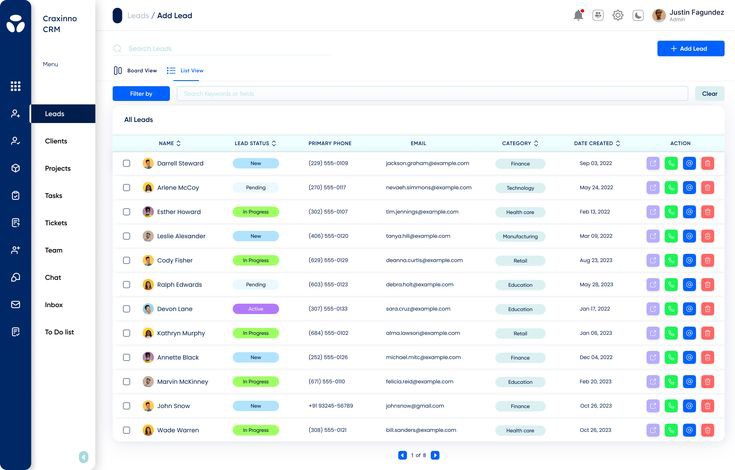 Craxinno
CRM
Leads / Add Lead
Justin Fagundez
Admin
Search Leads
+ Add Lead
Menu
Board View
List View
Filter by
Search Keywords or fields
Clear
Leads
Clients
Projects
Tasks
Tickets
Team
Chat
Inbox
To Do list
All Leads
NAME LEAD STATUS PRIMARY PHONE EMAIL CATEGORY DATE CREATED ACTION
Darrell Steward New (229) 555-0109 jackson.graham@example.com Finance Sep 03, 2022
Arlene McCoy Pending (270) 555-0117 nevaeh.simmons@example.com Technology May 24, 2022
Esther Howard In Progress (302) 555-0107 tim.jennings@example.com Health care Feb 13, 2022
Leslie Alexander New (406) 555-0120 tanya.hill@example.com Manufacturing Mar 09, 2022
Cody Fisher In Progress (629) 555-0129 deanna.curtis@example.com Retail Aug 23, 2023
Ralph Edwards Pending (603) 555-0123 debra.holt@example.com Education May 28, 2023
Devon Lane Active (307) 555-0133 sara.cruz@example.com Education Jan 17, 2022
Kathryn Murphy In Progress (684) 555-0102 alma.lawson@example.com Retail Jan 06, 2023
Annette Black New (252) 555-0126 michael.mitc@example.com Finance Dec 04, 2022
Marvin McKinney In Progress (671) 555-0110 felicia.reid@example.com Education Feb 20, 2023
John Snow New +91 93245-56789 johnsnow@gmail.com Finance Oct 26, 2023
Wade Warren In Progress (308) 555-0121 bill.sanders@example.com Health care Oct 26, 2023
1 of 8